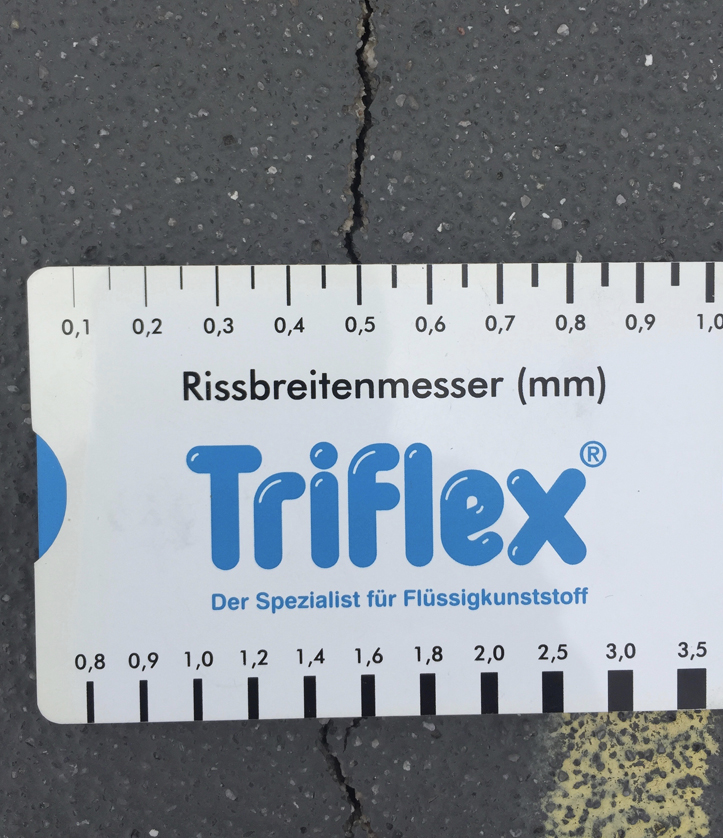 0,1 0,2 0,3 0,4 0,5 0,6 0,7 0,8 0,9 1,0
Rissbreitenmesser (mm)
Triflex®
Der Spezialist für Flüssigkunststoff
0,8 0,9 1,0 1,2 1,4 1,6 1,8 2,0 2,5 3,0 3,5